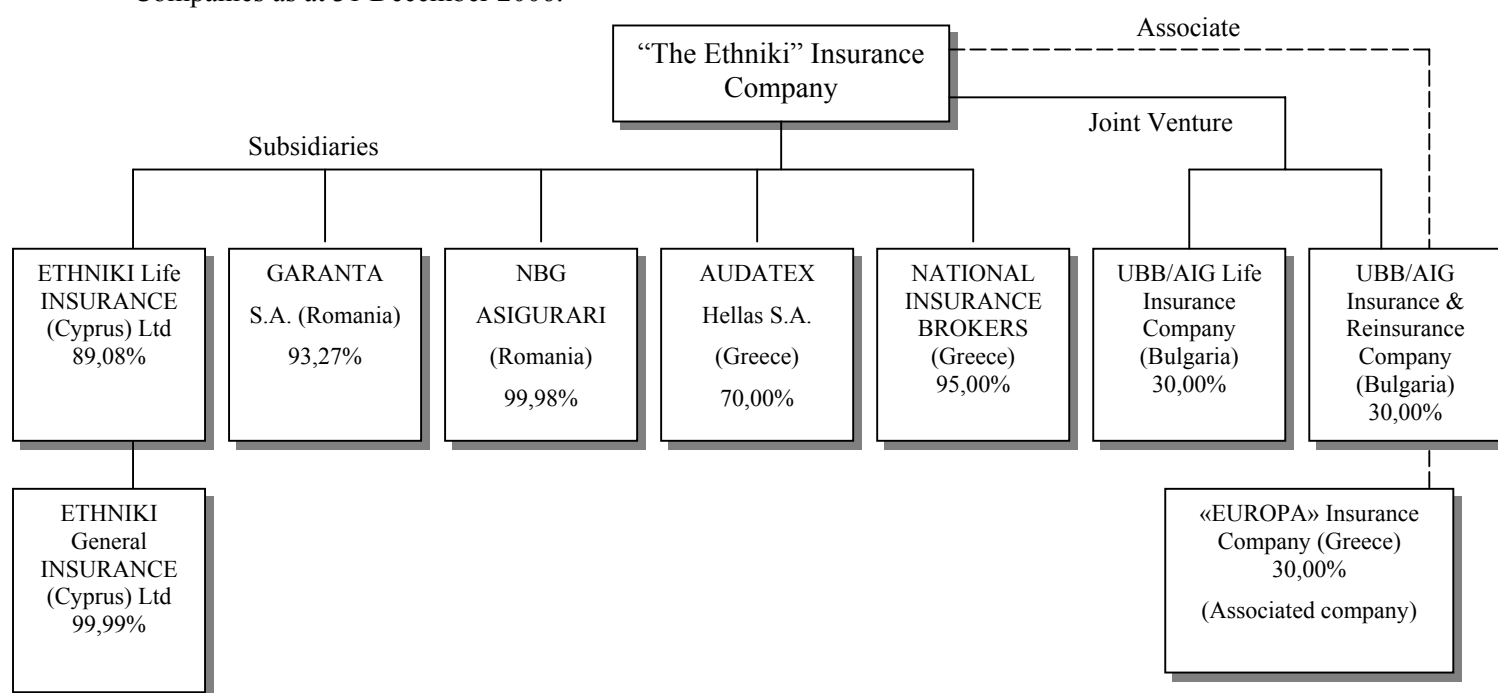 Companies as at 31 December 2006.
Associate
“The Ethniki” Insurance
Company
Joint Venture
Subsidiaries
ETHNIKI Life
INSURANCE
(Cyprus) Ltd
89,08%
GARANTA
S.A. (Romania)
93,27%
NBG
ASIGURARI
(Romania)
99,98%
AUDATEX
Hellas S.A.
(Greece)
70,00%
NATIONAL
INSURANCE
BROKERS
(Greece)
95,00%
UBB/AIG Life
Insurance
Company
(Bulgaria)
30,00%
UBB/AIG
Insurance &
Reinsurance
Company
(Bulgaria)
30,00%
ETHNIKI
General
INSURANCE
(Cyprus) Ltd
99,99%
«EUROPA» Insurance
Company (Greece)
30,00%
(Associated company)